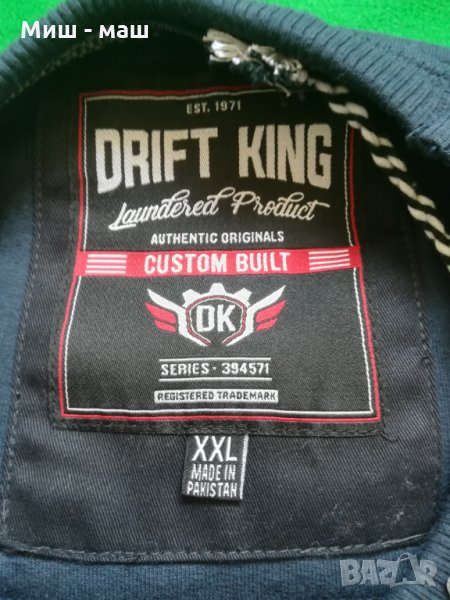 Миш - маш
EST. 1971
DRIFT KING
Laundered Product
AUTHENTIC ORIGINALS
CUSTOM BUILT
DK
SERIES - 394571
REGISTERED TRADEMARK
XXL
MADE IN
PAKISTAN
BAZAR